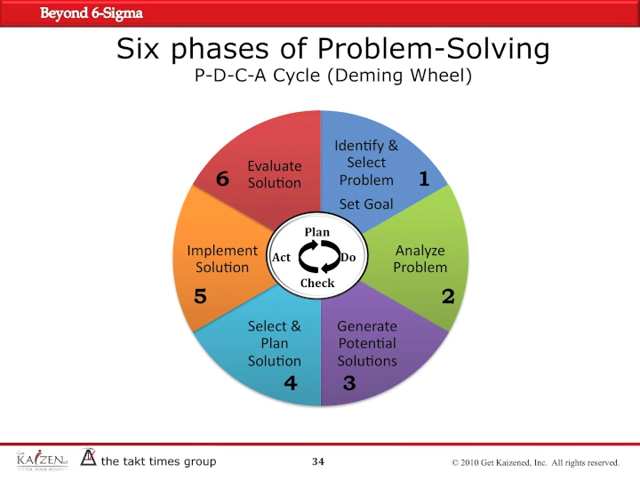 Beyond 6-Sigma
Six phases of Problem-Solving
P-D-C-A Cycle (Deming Wheel)
Identify &
Select
Problem
Set Goal
1
Analyze
Problem
2
Generate
Potential
Solutions
3
Select &
Plan
Solution
4
Implement
Solution
5
Evaluate
Solution
6
Plan
Do
Check
Act
Get
KAIZENed
the takt times group
34
© 2010 Get Kaizened, Inc. All rights reserved.